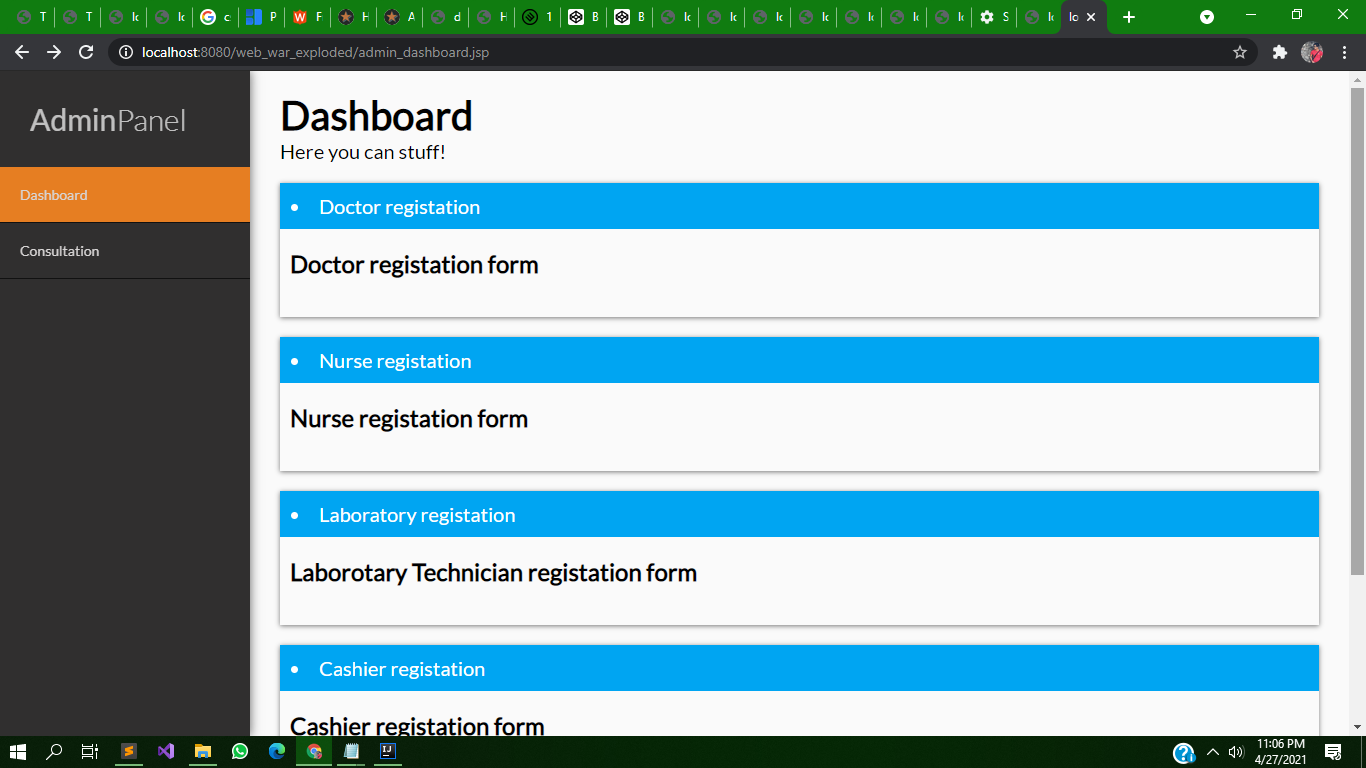 T T lo lo c P F H A d H 1 B B lo lo lo lo lo lo lo S lo lo
localhost:8080/web_war_exploded/admin_dashboard.jsp
AdminPanel
Dashboard
Consultation
Dashboard
Here you can stuff!
Doctor registation
Doctor registation form
Nurse registation
Nurse registation form
Laboratory registation
Laborotary Technician registation form
Cashier registation
Cashier registation form
11:06 PM
4/27/2021